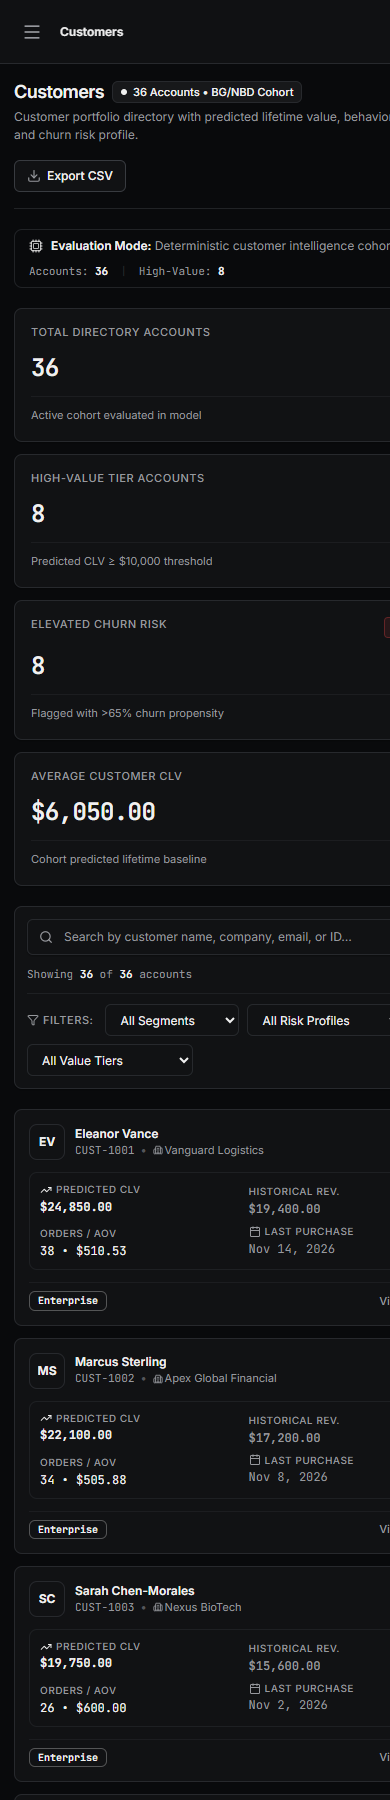 Customers
Customers
36 Accounts • BG/NBD Cohort
Customer portfolio directory with predicted lifetime value,
and churn risk profile.
Export CSV
Evaluation Mode: Deterministic customer intelligence
Accounts: 36 | High-Value: 8
TOTAL DIRECTORY ACCOUNTS
36
Active cohort evaluated in model
HIGH-VALUE TIER ACCOUNTS
8
Predicted CLV ≥ $10,000 threshold
ELEVATED CHURN RISK
8
Flagged with >65% churn propensity
AVERAGE CUSTOMER CLV
$6,050.00
Cohort predicted lifetime baseline
Search by customer name, company, email, or ID...
Showing 36 of 36 accounts
FILTERS: All Segments All Risk Profiles
All Value Tiers
EV
Eleanor Vance
CUST-1001 • Vanguard Logistics
PREDICTED CLV
$24,850.00
HISTORICAL REV.
$19,400.00
ORDERS / AOV
38 • $510.53
LAST PURCHASE
Nov 14, 2026
Enterprise
MS
Marcus Sterling
CUST-1002 • Apex Global Financial
PREDICTED CLV
$22,100.00
HISTORICAL REV.
$17,200.00
ORDERS / AOV
34 • $505.88
LAST PURCHASE
Nov 8, 2026
Enterprise
SC
Sarah Chen-Morales
CUST-1003 • Nexus BioTech
PREDICTED CLV
$19,750.00
HISTORICAL REV.
$15,600.00
ORDERS / AOV
26 • $600.00
LAST PURCHASE
Nov 2, 2026
Enterprise